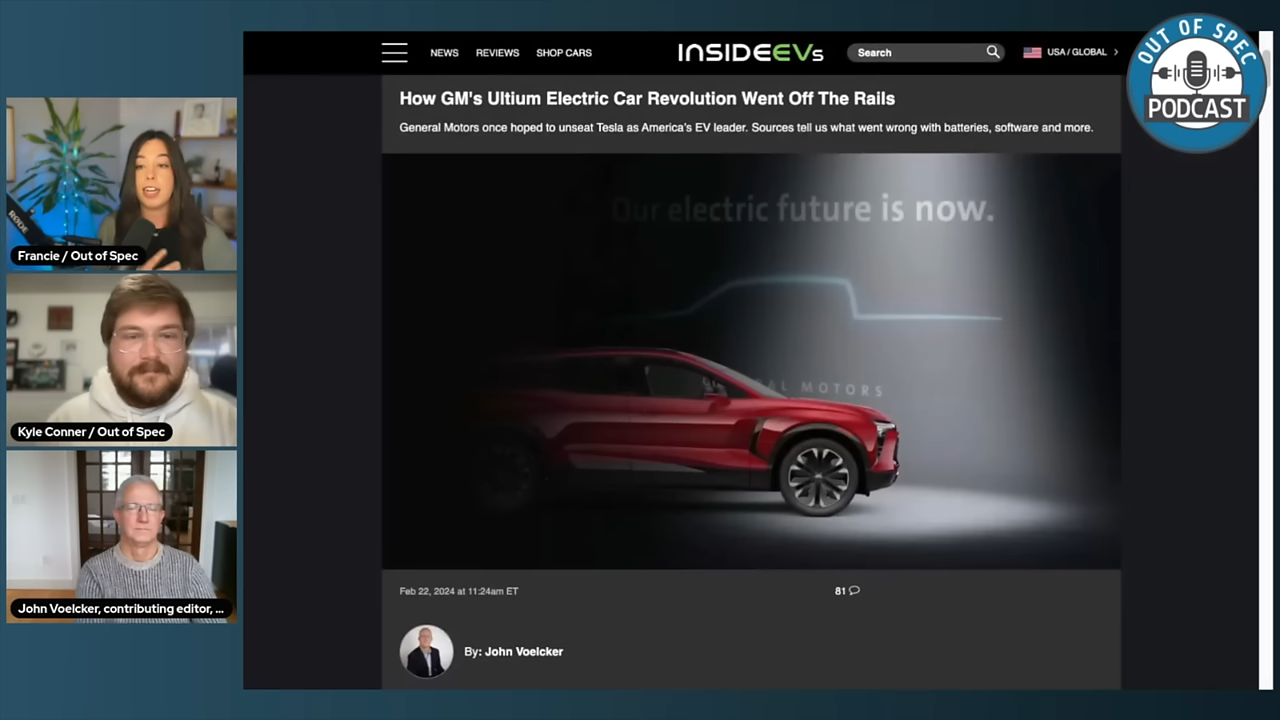 NEWS
REVIEWS
SHOP CARS
INSIDEEVs
Search
USA / GLOBAL
OUT OF SPEC
PODCAST
How GM's Ultium Electric Car Revolution Went Off The Rails
General Motors once hoped to unseat Tesla as America's EV leader. Sources tell us what went wrong with batteries, software and more.
Our electric future is now.
MOTORS
RØDE
Francie / Out of Spec
Kyle Conner / Out of Spec
John Voelcker, contributing editor, ...
Feb 22, 2024 at 11:24am ET
81
By: John Voelcker